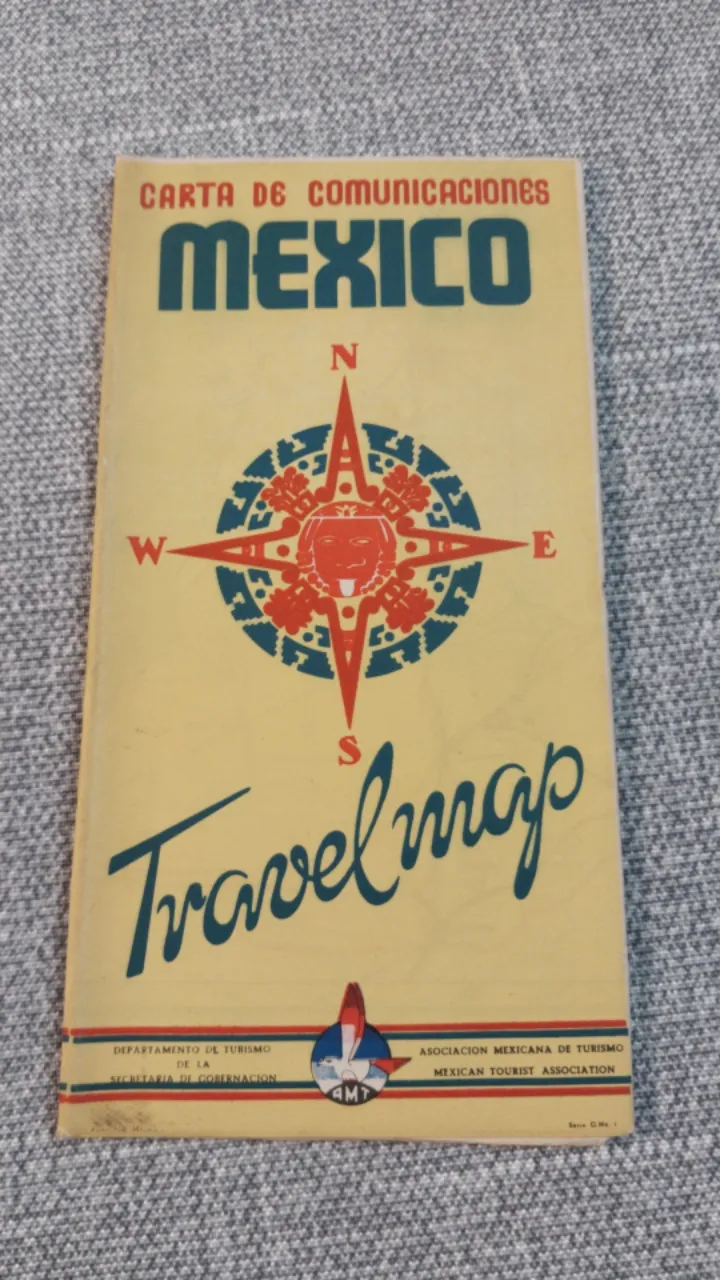 CARTA DE COMUNICACIONES
MEXICO
N
W
E
S
Travel map
DEPARTAMENTO DE TURISMO
DE LA
SECRETARIA DE GOBERNACION
AMT
ASOCIACION MEXICANA DE TURISMO
MEXICAN TOURIST ASSOCIATION
Serie G.